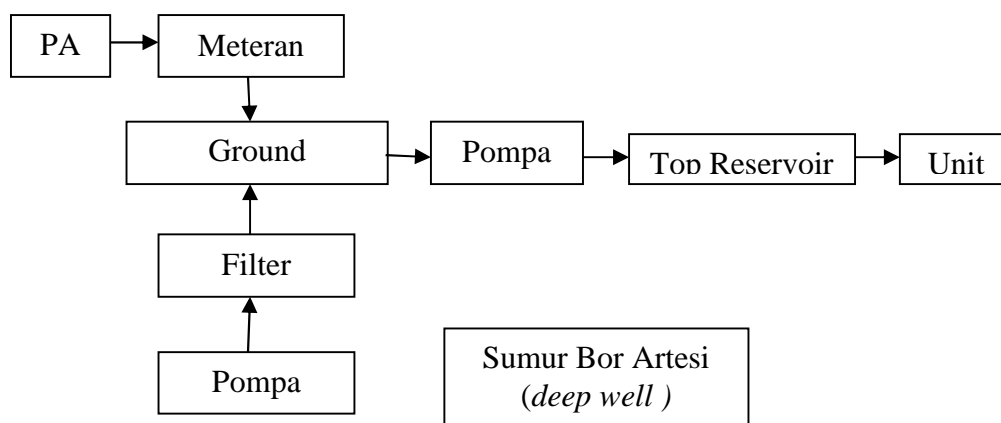 PA
Meteran
Ground
Pompa
Top Reservoir
Unit
Filter
Pompa
Sumur Bor Artesi
(deep well )